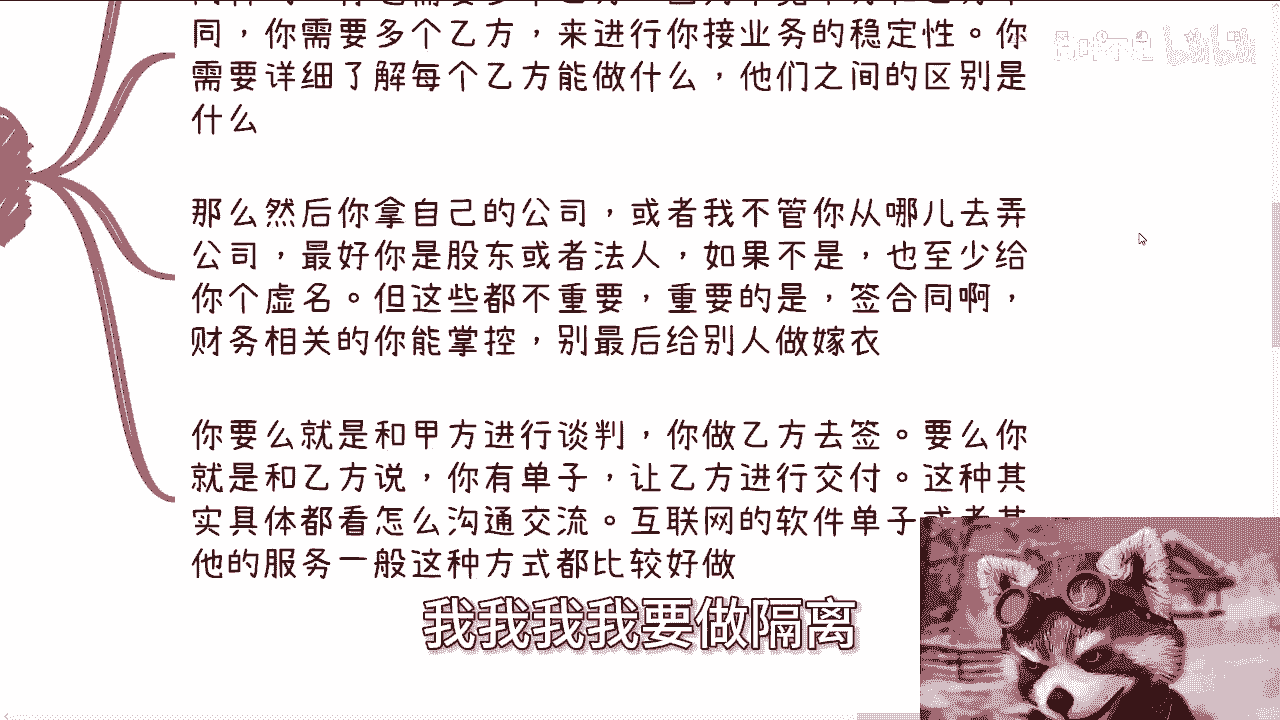 同，你需要多个乙方，来进行你接业务的稳定性。你
需要详细了解每个乙方能做什么，他们之间的区别是
什么
那么然后你拿自己的公司，或者我不管你从哪儿去弄
公司，最好你是股东或者法人，如果不是，也至少给
你个虚名。但这些都不重要，重要的是，签合同啊，
财务相关的你能掌控，别最后给别人做嫁衣
你要么就是和甲方进行谈判，你做乙方去签。要么你
就是和乙方说，你有单子，让乙方进行交付。这种其
实具体都看怎么沟通交流。互联网的软件单子或者其
他的服务一般这种方式都比较好做
我我我我要做隔离